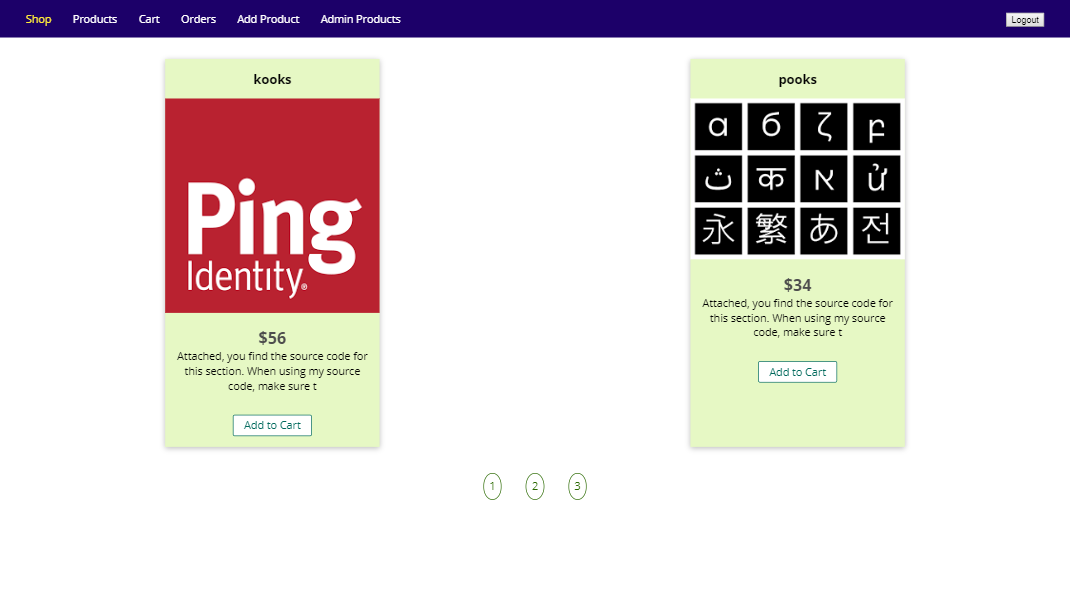 Shop Products Cart Orders Add Product Admin Products Logout
kooks
Ping
Identity®
$56
Attached, you find the source code for
this section. When using my source
code, make sure t
Add to Cart
pooks
α б ζ բ
ث क א ử
永 繁 あ 전
$34
Attached, you find the source code for
this section. When using my source
code, make sure t
Add to Cart
1 2 3